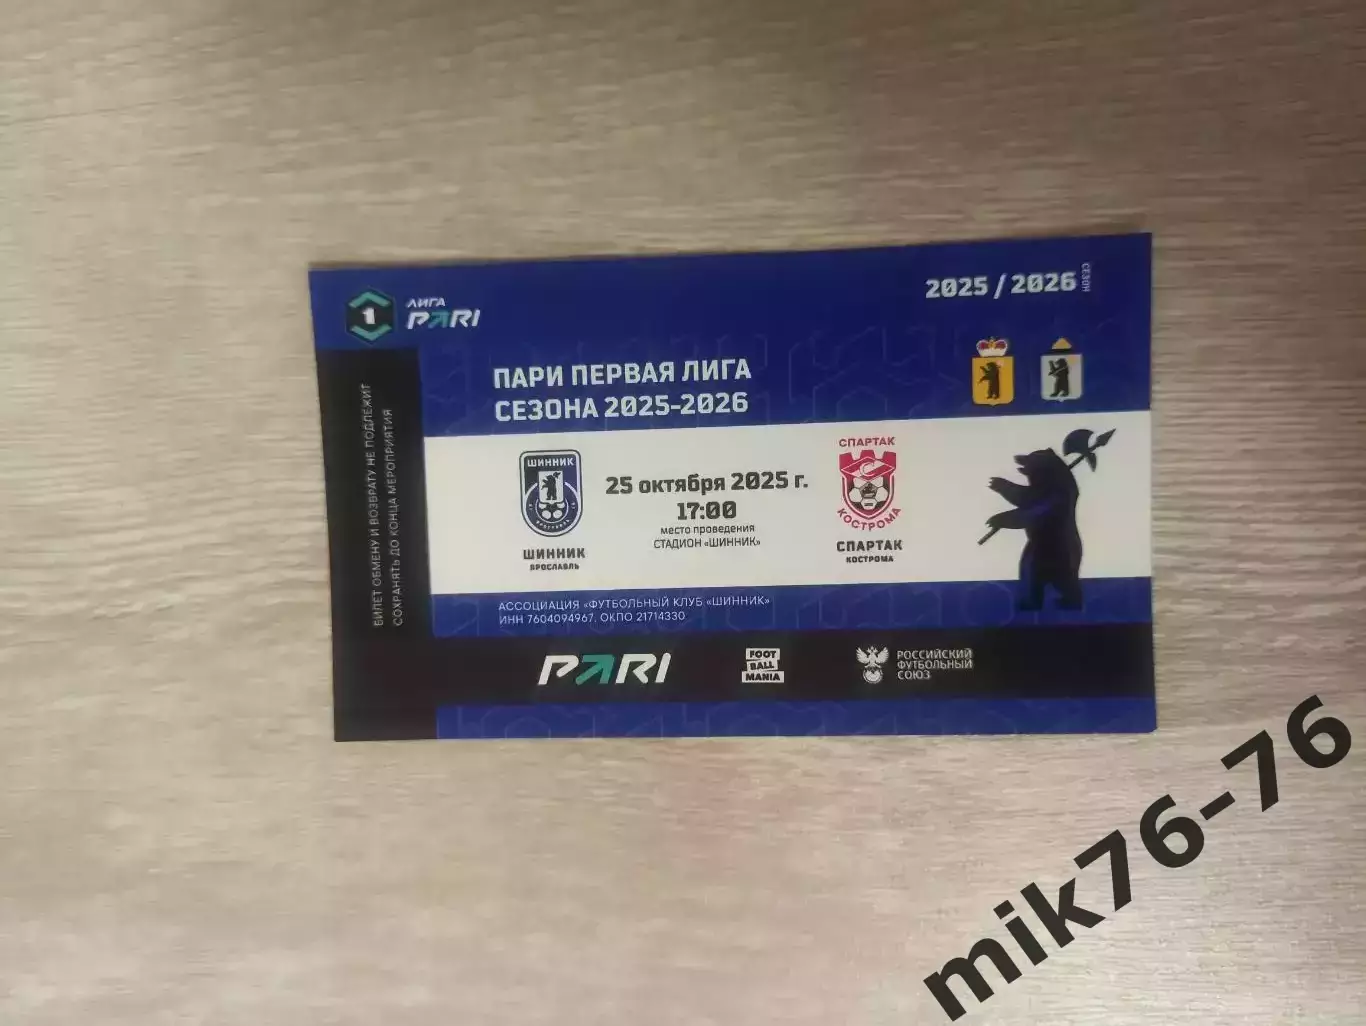 ЛИГА
PARI
1
2025 / 2026
СЕЗОН
ПАРИ ПЕРВАЯ ЛИГА
СЕЗОНА 2025-2026
БИЛЕТ ОБМЕНУ И ВОЗВРАТУ НЕ ПОДЛЕЖИТ
СОХРАНЯТЬ ДО КОНЦА МЕРОПРИЯТИЯ
ШИННИК
ШИННИК
ЯРОСЛАВЛЬ
25 октября 2025 г.
17:00
место проведения
СТАДИОН «ШИННИК»
СПАРТАК
КОСТРОМА
СПАРТАК
КОСТРОМА
АССОЦИАЦИЯ «ФУТБОЛЬНЫЙ КЛУБ «ШИННИК»
ИНН 7604094967, ОКПО 21714330
PARI
FOOT
BALL
MANIA
РОССИЙСКИЙ
ФУТБОЛЬНЫЙ
СОЮЗ
mik76-76